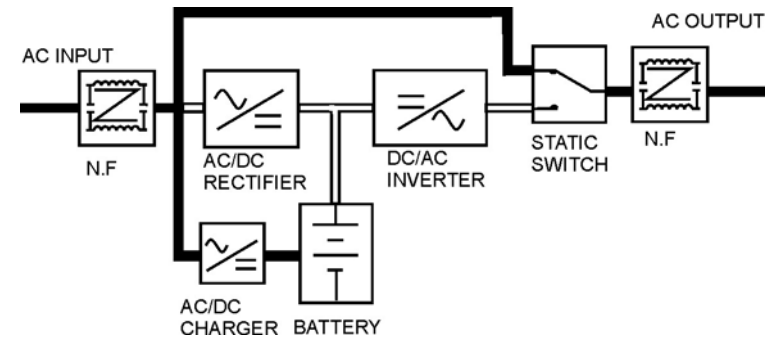 AC INPUT
AC OUTPUT
N.F
AC/DC
RECTIFIER
DC/AC
INVERTER
STATIC
SWITCH
N.F
AC/DC
CHARGER
BATTERY